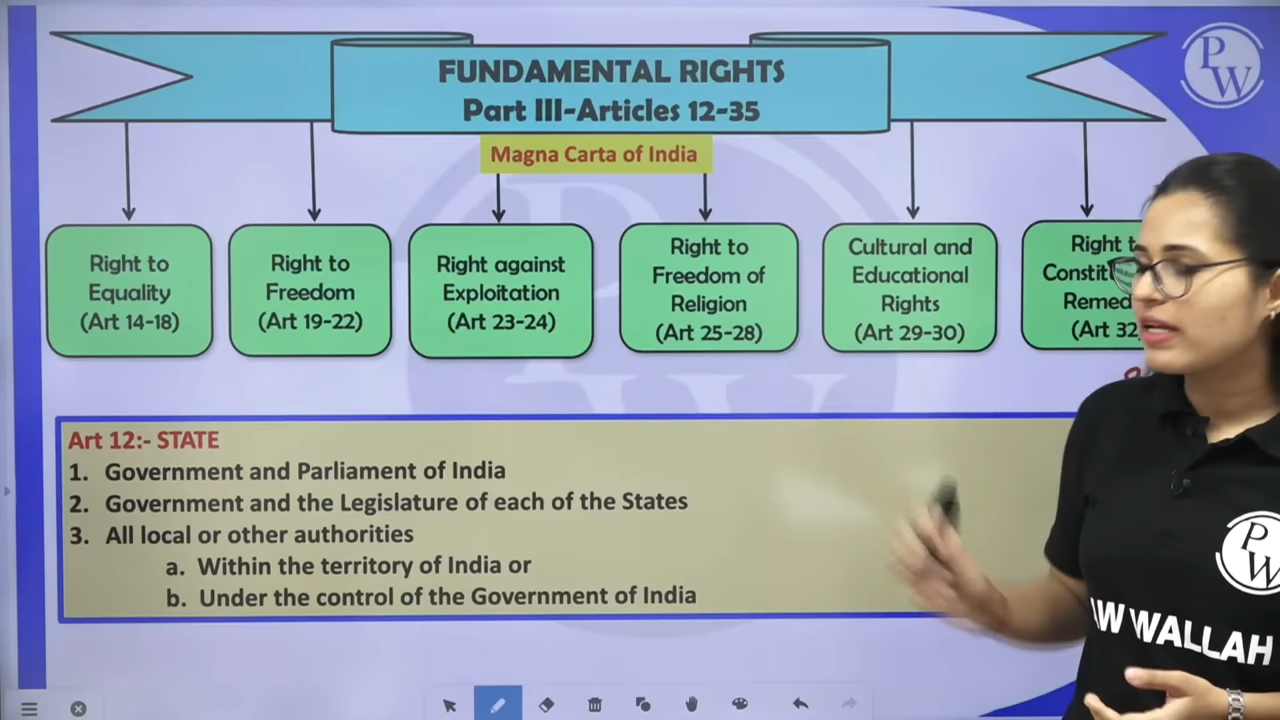 FUNDAMENTAL RIGHTS
Part III-Articles 12-35
Magna Carta of India
Right to
Equality
(Art 14-18)
Right to
Freedom
(Art 19-22)
Right against
Exploitation
(Art 23-24)
Right to
Freedom of
Religion
(Art 25-28)
Cultural and
Educational
Rights
(Art 29-30)
Right
(Art 32
Art 12:- STATE
1. Government and Parliament of India
2. Government and the Legislature of each of the States
3. All local or other authorities
a. Within the territory of India or
b. Under the control of the Government of India
PW
PW
WALLAH